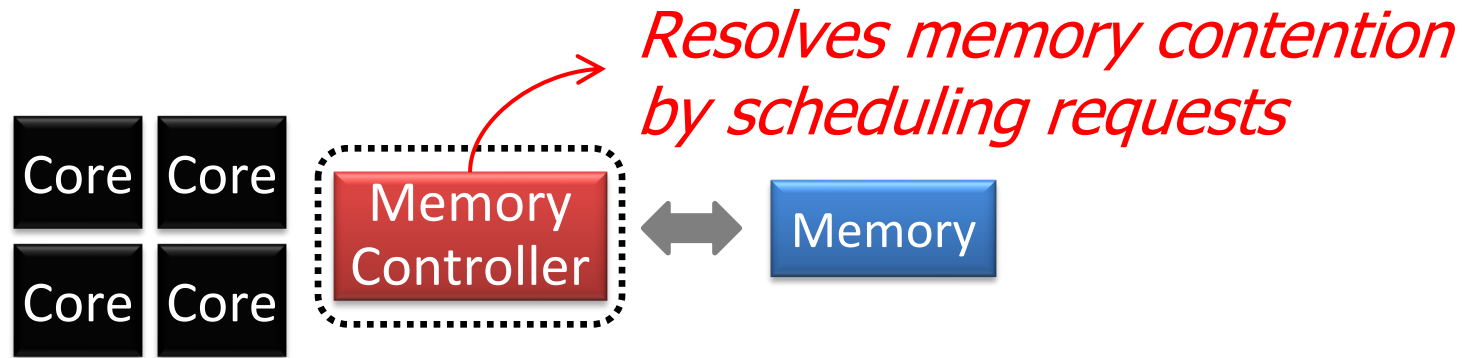 Resolves memory contention
by scheduling requests
Core Core
Memory
Controller
Memory
Core Core